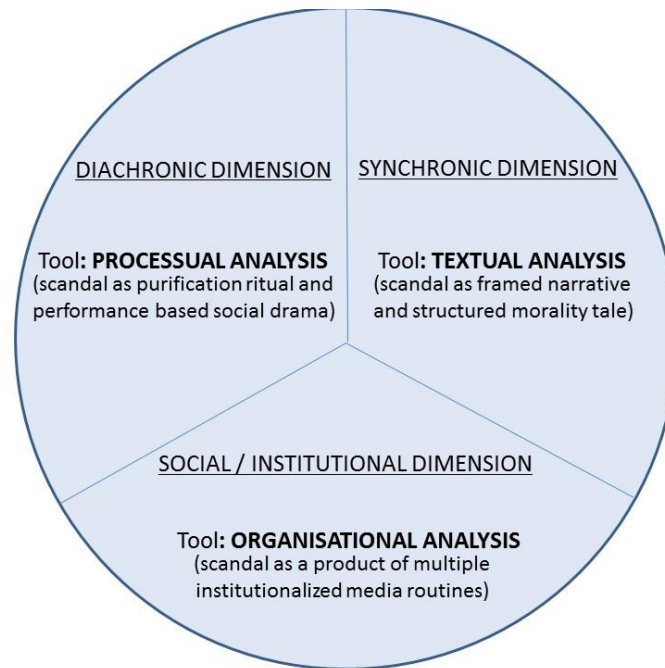 DIACHRONIC DIMENSION
Tool: PROCESSUAL ANALYSIS
(scandal as purification ritual and
performance based social drama)
SYNCHRONIC DIMENSION
Tool: TEXTUAL ANALYSIS
(scandal as framed narrative
and structured morality tale)
SOCIAL / INSTITUTIONAL DIMENSION
Tool: ORGANISATIONAL ANALYSIS
(scandal as a product of multiple
institutionalized media routines)